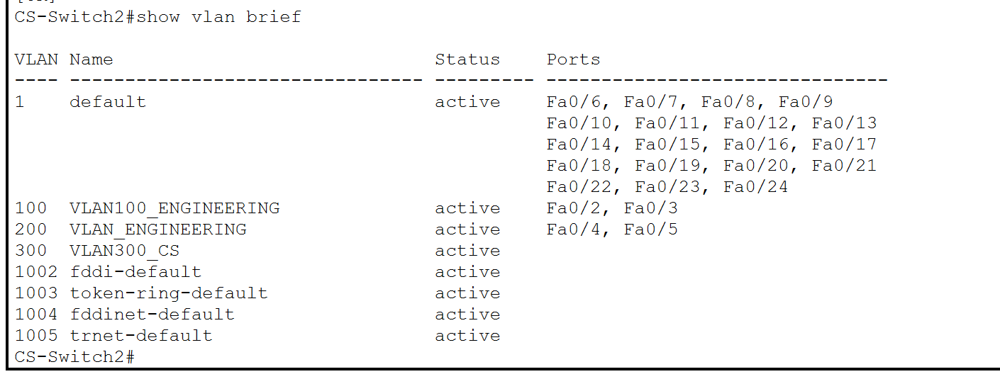 CS-Switch2#show vlan brief
VLAN Name                             Status    Ports
---- -------------------------------- --------- -------------------------------
1    default                          active    Fa0/6, Fa0/7, Fa0/8, Fa0/9
                                                Fa0/10, Fa0/11, Fa0/12, Fa0/13
                                                Fa0/14, Fa0/15, Fa0/16, Fa0/17
                                                Fa0/18, Fa0/19, Fa0/20, Fa0/21
                                                Fa0/22, Fa0/23, Fa0/24
100  VLAN100_ENGINEERING              active    Fa0/2, Fa0/3
200  VLAN_ENGINEERING                 active    Fa0/4, Fa0/5
300  VLAN300_CS                       active
1002 fddi-default                     active
1003 token-ring-default               active
1004 fddinet-default                  active
1005 trnet-default                    active
CS-Switch2#